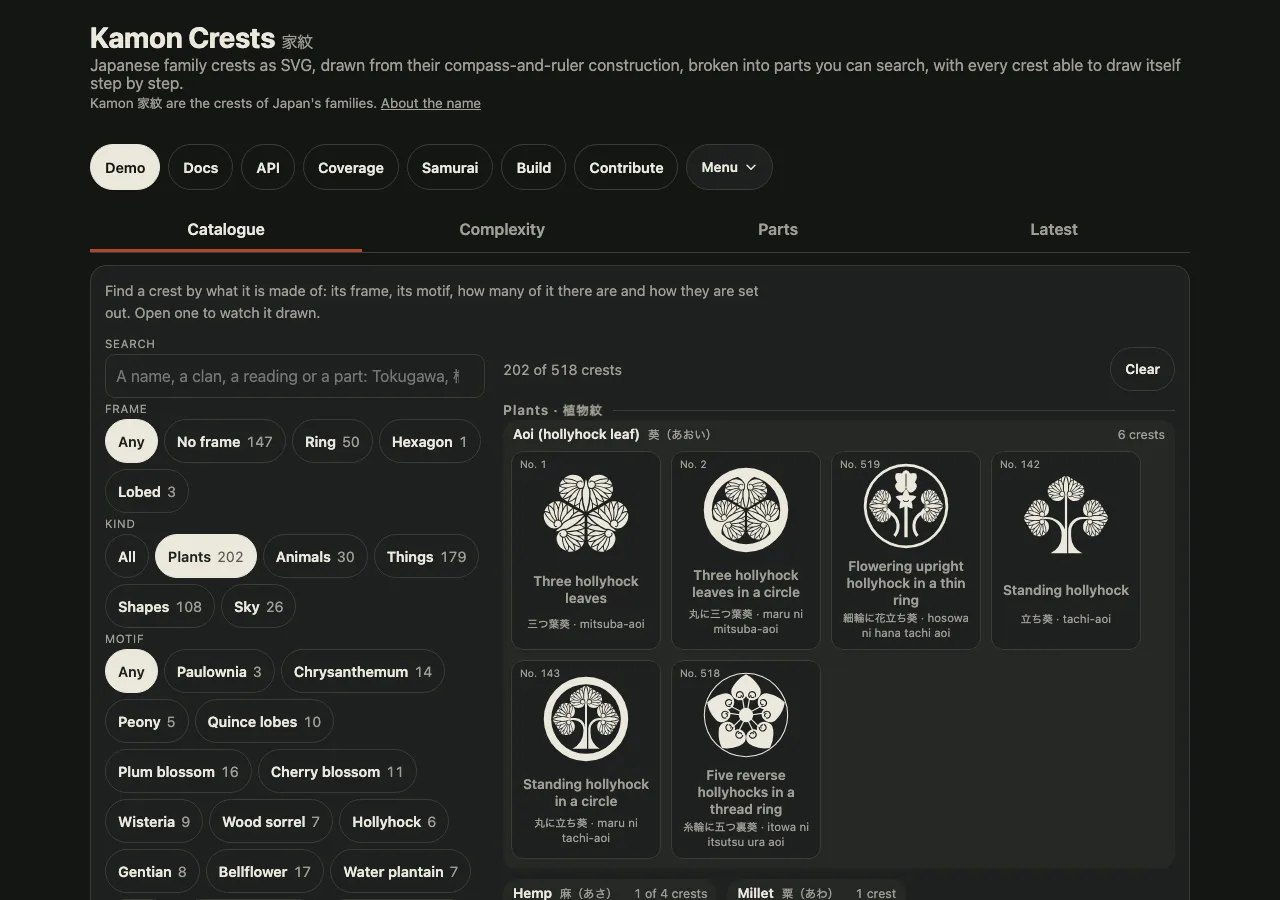 Kamon Crests 家紋
Japanese family crests as SVG, drawn from their compass-and-ruler construction, broken into parts you can search, with every crest able to draw itself
step by step.
Kamon 家紋 are the crests of Japan's families. About the name
Demo Docs API Coverage Samurai Build Contribute Menu
Catalogue Complexity Parts Latest
Find a crest by what it is made of: its frame, its motif, how many of it there are and how they are set
out. Open one to watch it drawn.
SEARCH
A name, a clan, a reading or a part: Tokugawa,
FRAME
Any No frame 147 Ring 50 Hexagon 1
Lobed 3
KIND
All Plants 202 Animals 30 Things 179
Shapes 108 Sky 26
MOTIF
Any Paulownia 3 Chrysanthemum 14
Peony 5 Quince lobes 10
Plum blossom 16 Cherry blossom 11
Wisteria 9 Wood sorrel 7 Hollyhock 6
Gentian 8 Bellflower 17 Water plantain 7
202 of 518 crests
Clear
Plants · 植物紋
Aoi (hollyhock leaf) 葵（あおい） 6 crests
No. 1
Three hollyhock
leaves
三つ葉葵 · mitsuba-aoi
No. 2
Three hollyhock
leaves in a circle
丸に三つ葉葵 · maru ni
mitsuba-aoi
No. 519
Flowering upright
hollyhock in a thin
ring
細輪に花立ち葵 · hosowa
ni hana tachi aoi
No. 142
Standing hollyhock
立ち葵 · tachi-aoi
No. 143
Standing hollyhock
in a circle
丸に立ち葵 · maru ni
tachi-aoi
No. 518
Five reverse
hollyhocks in a
thread ring
糸輪に五つ裏葵 · itowa ni
itsutsu ura aoi
Hemp 麻（あさ） 1 of 4 crests
Millet 粟（あわ） 1 crest